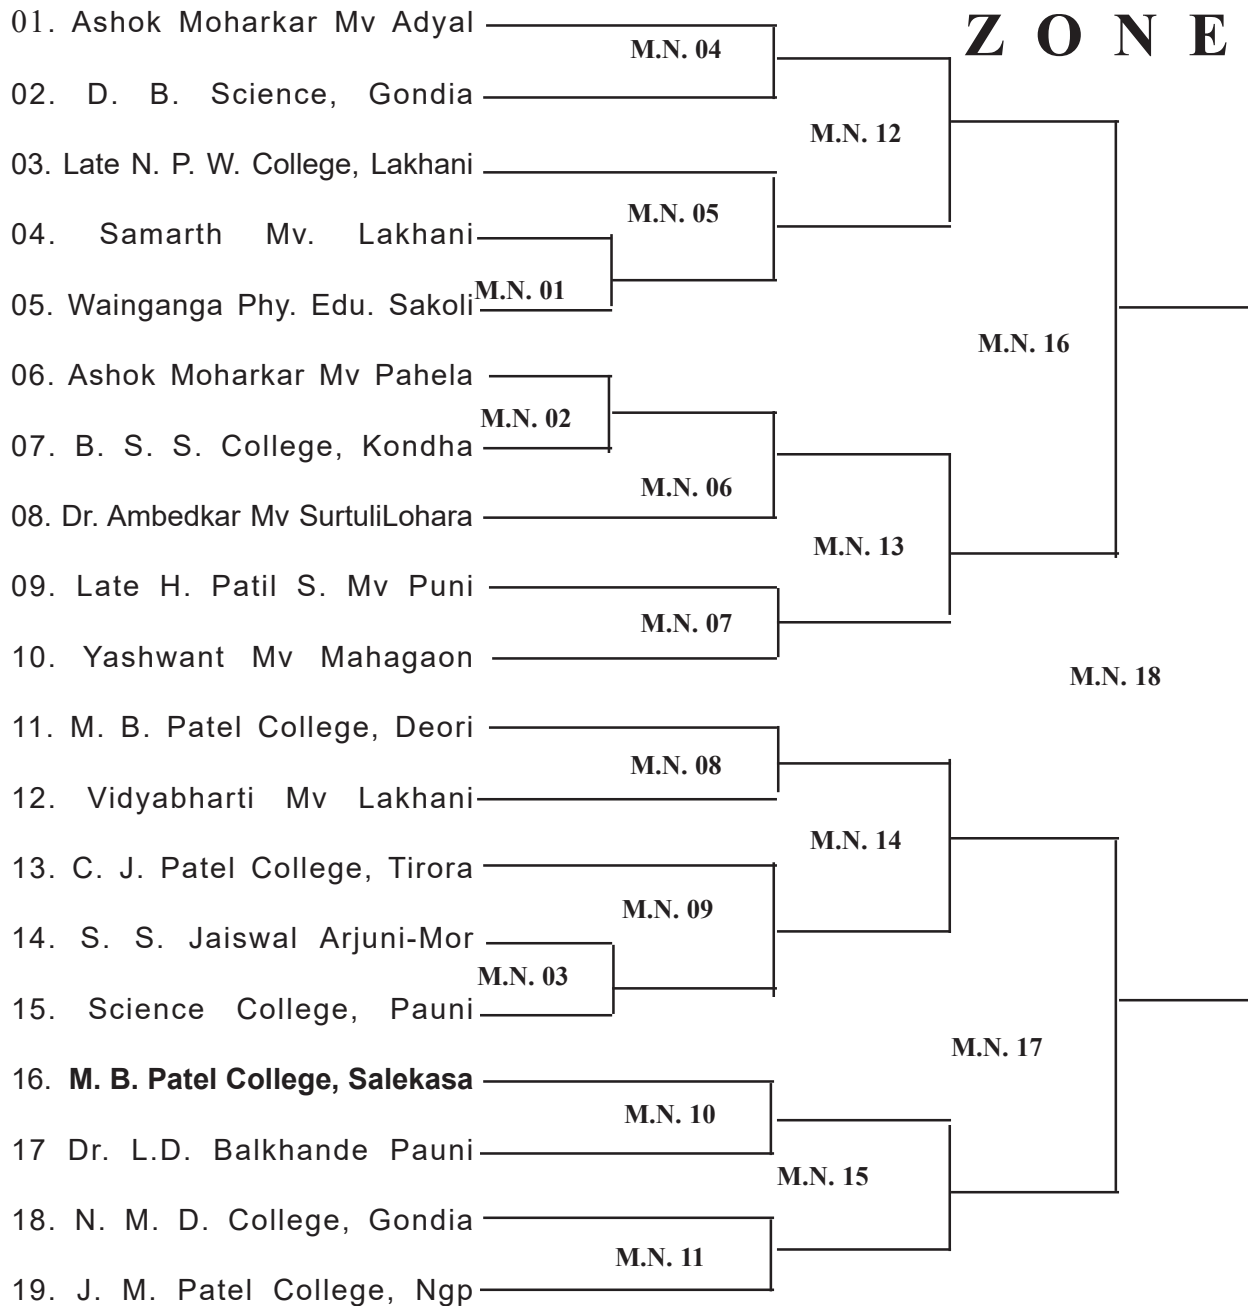 01. Ashok Moharkar Mv Adyal
Z O N E
M.N. 04
02. D. B. Science, Gondia
M.N. 12
03. Late N. P. W. College, Lakhani
M.N. 05
04. Samarth Mv. Lakhani
M.N. 01
05. Wainganga Phy. Edu. Sakoli
M.N. 16
06. Ashok Moharkar Mv Pahela
M.N. 02
07. B. S. S. College, Kondha
M.N. 06
08. Dr. Ambedkar Mv SurtuliLohara
M.N. 13
09. Late H. Patil S. Mv Puni
M.N. 07
10. Yashwant Mv Mahagaon
M.N. 18
11. M. B. Patel College, Deori
M.N. 08
12. Vidyabharti Mv Lakhani
M.N. 14
13. C. J. Patel College, Tirora
M.N. 09
14. S. S. Jaiswal Arjuni-Mor
M.N. 03
15. Science College, Pauni
M.N. 17
16. M. B. Patel College, Salekasa
M.N. 10
17 Dr. L.D. Balkhande Pauni
M.N. 15
18. N. M. D. College, Gondia
M.N. 11
19. J. M. Patel College, Ngp